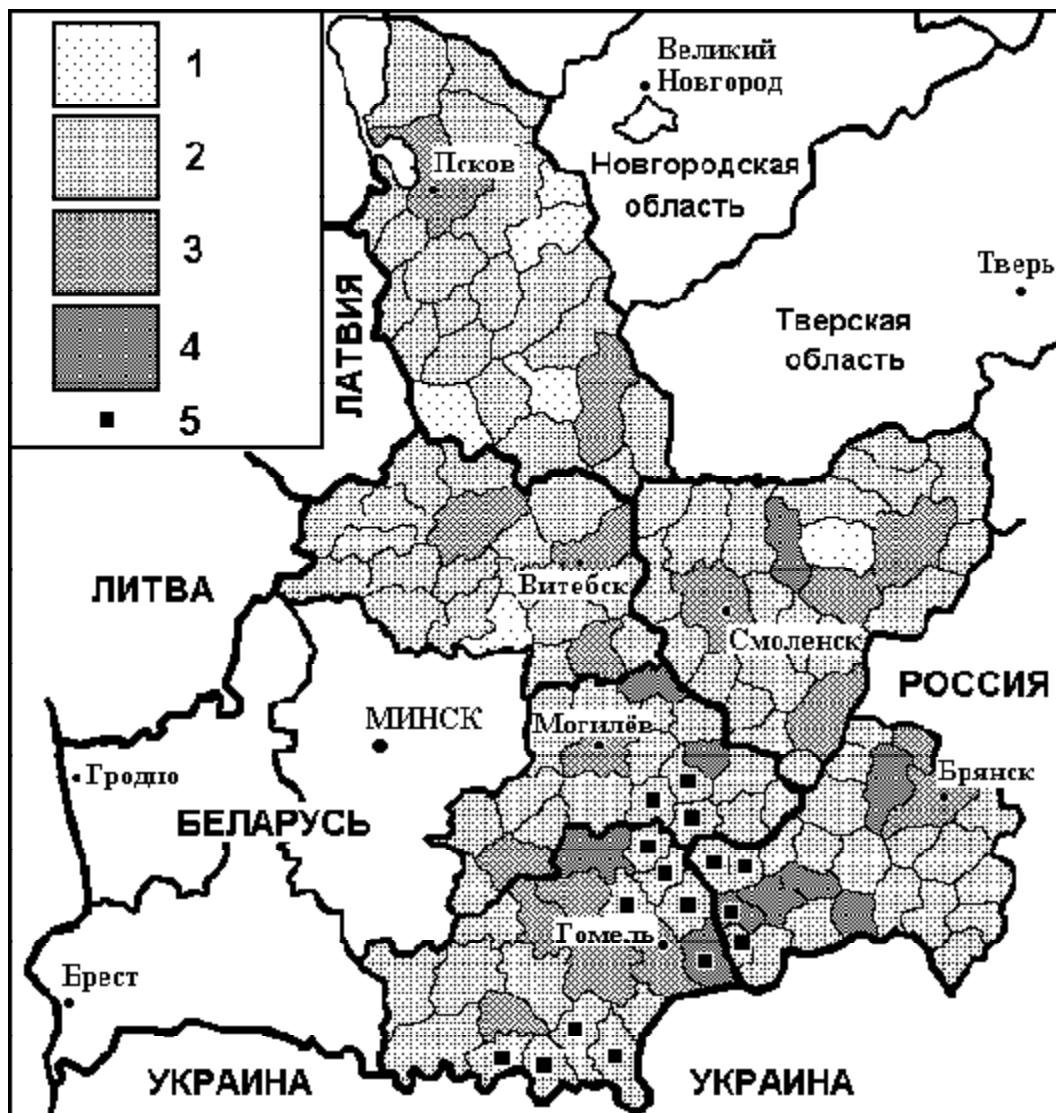 1
2
3
4
5
Великий
Новгород
Псков
Новгородская
область
Тверь
Тверская
область
ЛАТВИЯ
ЛИТВА
Витебск
Смоленск
РОССИЯ
МИНСК
Могилёв
Гродно
Брянск
БЕЛАРУСЬ
Гомель
Брест
УКРАИНА
УКРАИНА